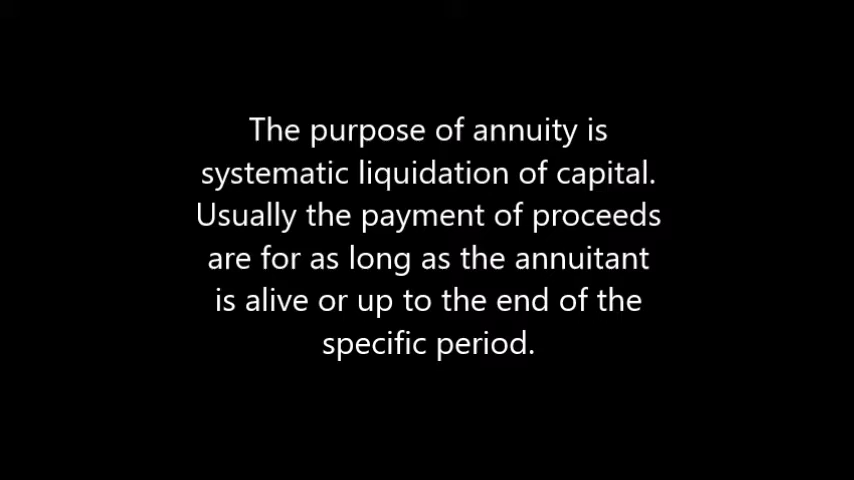 The purpose of annuity is
systematic liquidation of capital.
Usually the payment of proceeds
are for as long as the annuitant
is alive or up to the end of the
specific period.